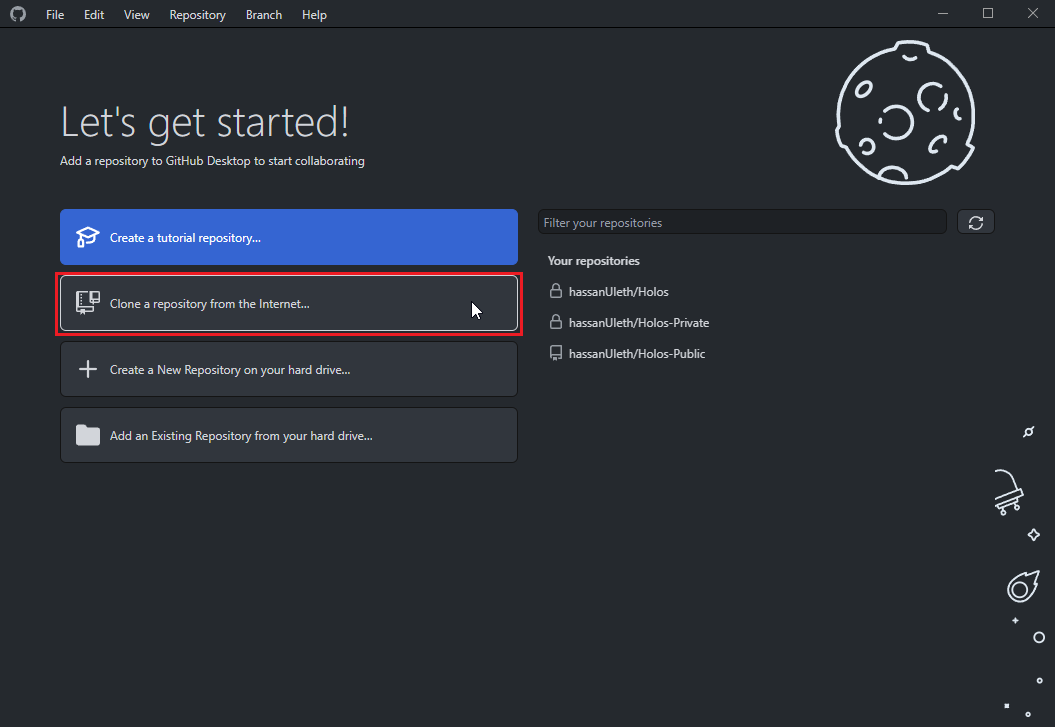 File Edit View Repository Branch Help
Let's get started!
Add a repository to GitHub Desktop to start collaborating
Create a tutorial repository...
Clone a repository from the Internet...
Create a New Repository on your hard drive...
Add an Existing Repository from your hard drive...
Filter your repositories
Your repositories
hassanUleth/Holos
hassanUleth/Holos-Private
hassanUleth/Holos-Public